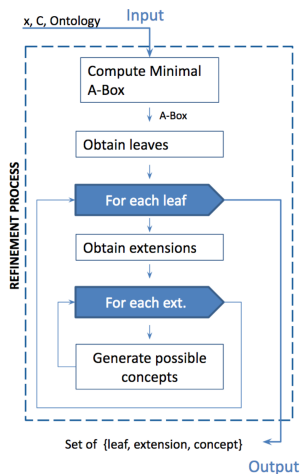 Input
x, C, Ontology
Compute Minimal
A-Box
A-Box
Obtain leaves
For each leaf
Obtain extensions
For each ext.
Generate possible
concepts
REFINEMENT PROCESS
Set of {leaf, extension, concept}
Output